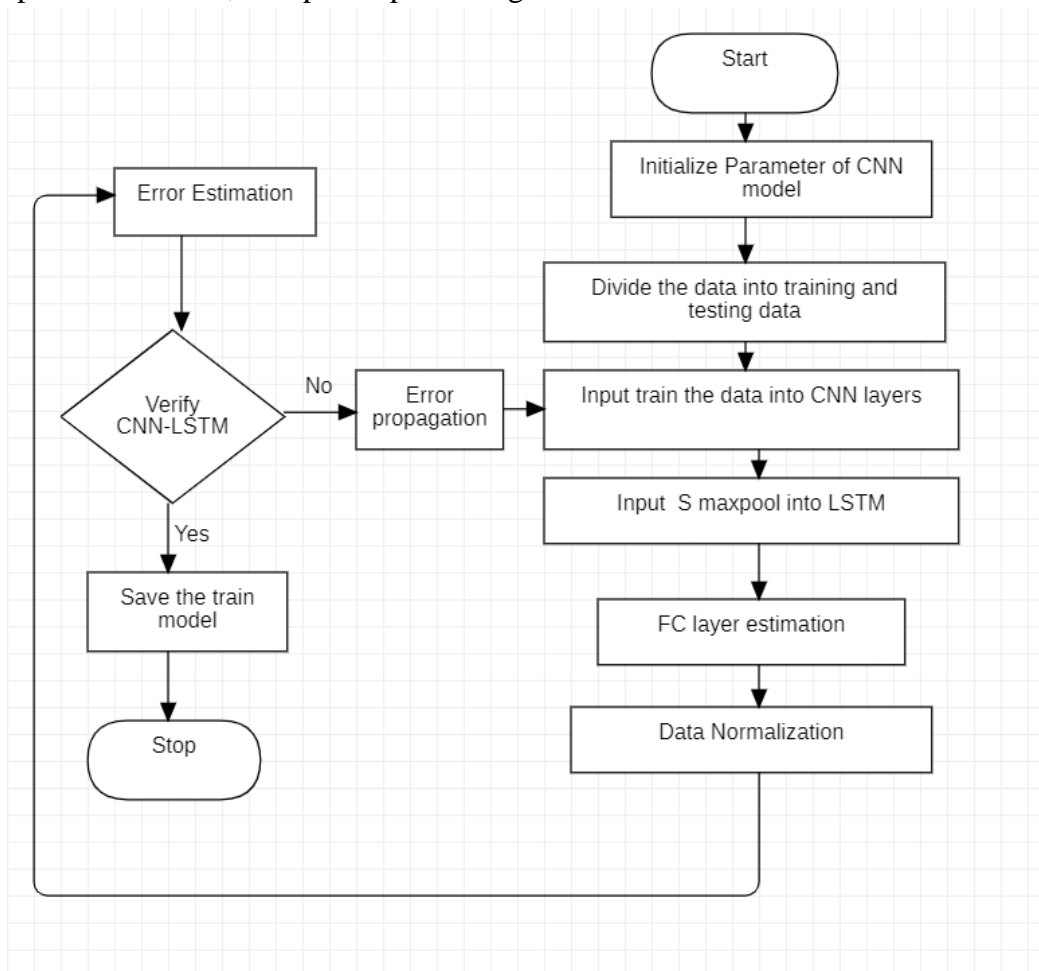 Start
Initialize Parameter of CNN
model
Divide the data into training and
testing data
Input train the data into CNN layers
Input  S maxpool into LSTM
FC layer estimation
Data Normalization
Error Estimation
Verify
CNN-LSTM
No
Error
propagation
Yes
Save the train
model
Stop